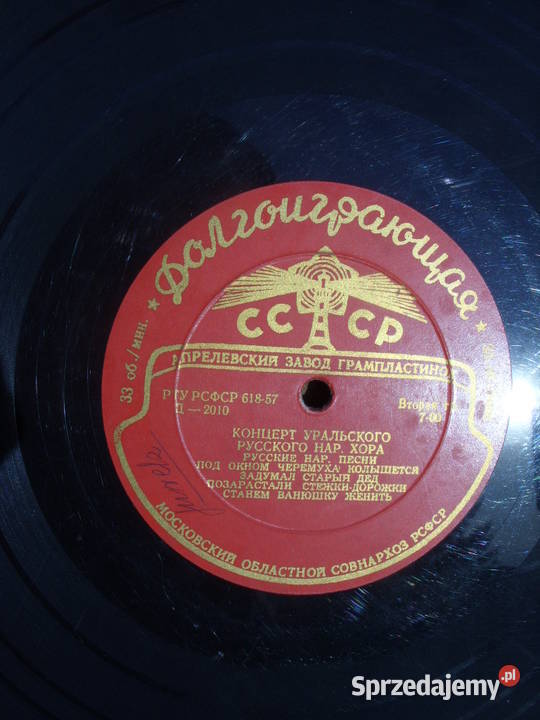 Долгоиграющая
33 об./мин.
СССР
АПРЕЛЕВСКИЙ ЗАВОД ГРАМПЛАСТИНОК
РТУ РСФСР 618-57
Д—2010
Вторая
7-00
КОНЦЕРТ УРАЛЬСКОГО
РУССКОГО НАР. ХОРА
РУССКИЕ НАР. ПЕСНИ
ПОД ОКНОМ ЧЕРЕМУХА КОЛЫШЕТСЯ
ЗАДУМАЛ СТАРЫЙ ДЕД
ПОЗАРАСТАЛИ СТЕЖКИ-ДОРОЖКИ
СТАНЕМ ВАНЮШКУ ЖЕНИТЬ
МОСКОВСКИЙ ОБЛАСТНОЙ СОВНАРХОЗ РСФСР
Sprzedajemy.pl